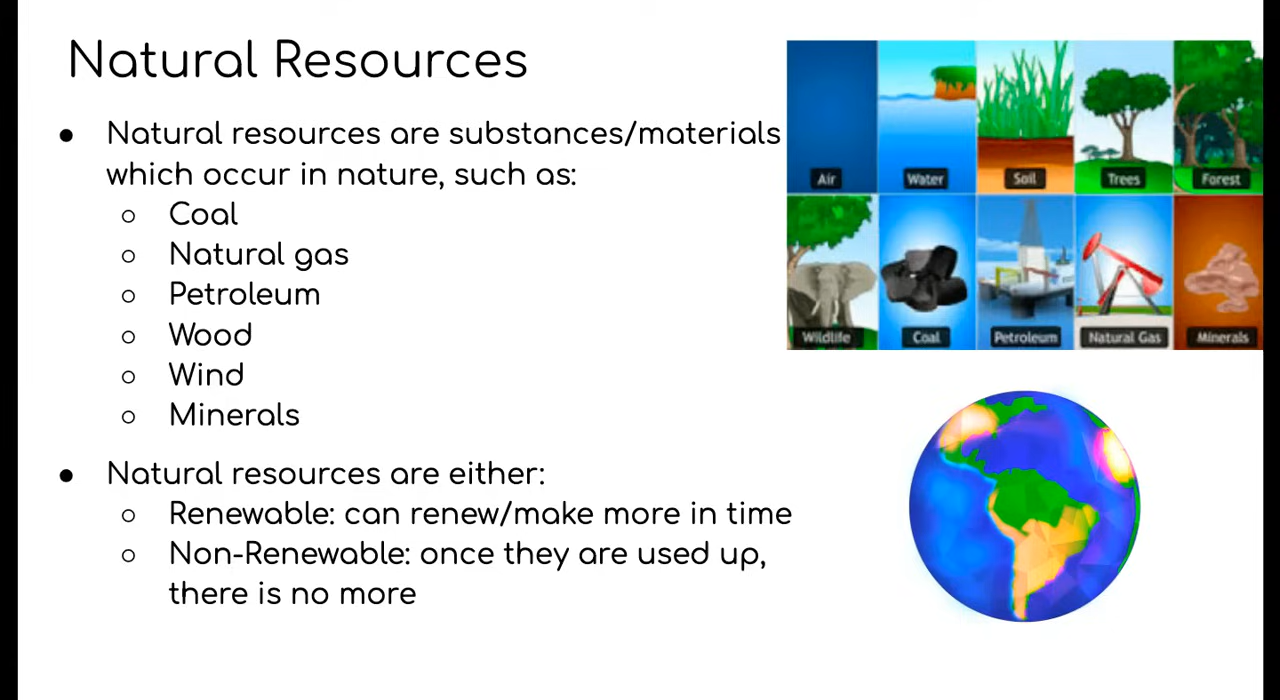 Natural Resources
● Natural resources are substances/materials
which occur in nature, such as:
○ Coal
○ Natural gas
○ Petroleum
○ Wood
○ Wind
○ Minerals
● Natural resources are either:
○ Renewable: can renew/make more in time
○ Non-Renewable: once they are used up,
there is no more
Air Water Soil Trees Forest
Wildlife Coal Petroleum Natural Gas Minerals